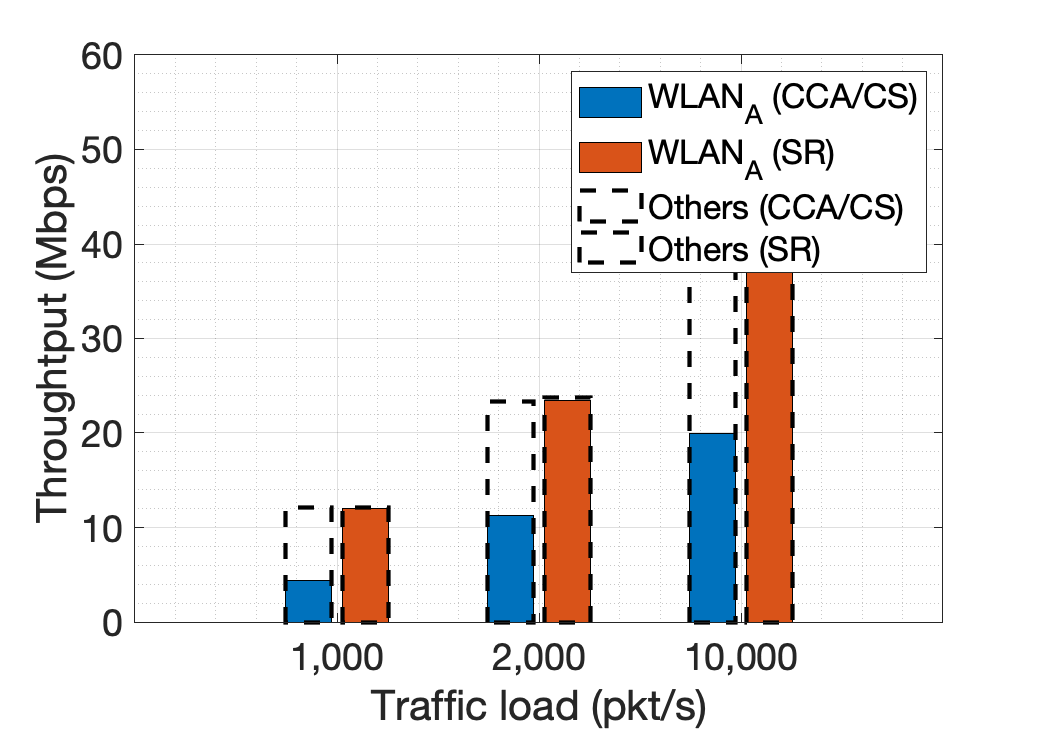 60
50
40
30
20
10
0
Throughtput (Mbps)
WLAN_A (CCA/CS)
WLAN_A (SR)
Others (CCA/CS)
Others (SR)
1,000
2,000
10,000
Traffic load (pkt/s)